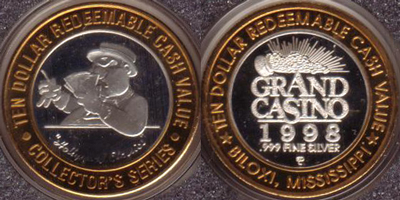 TEN DOLLAR REDEEMABLE CASH VALUE
• COLLECTOR'S SERIES •
TEN DOLLAR REDEEMABLE CASH VALUE
GRAND
CASINO
1998
.999 FINE SILVER
★ BILOXI, MISSISSIPPI ★